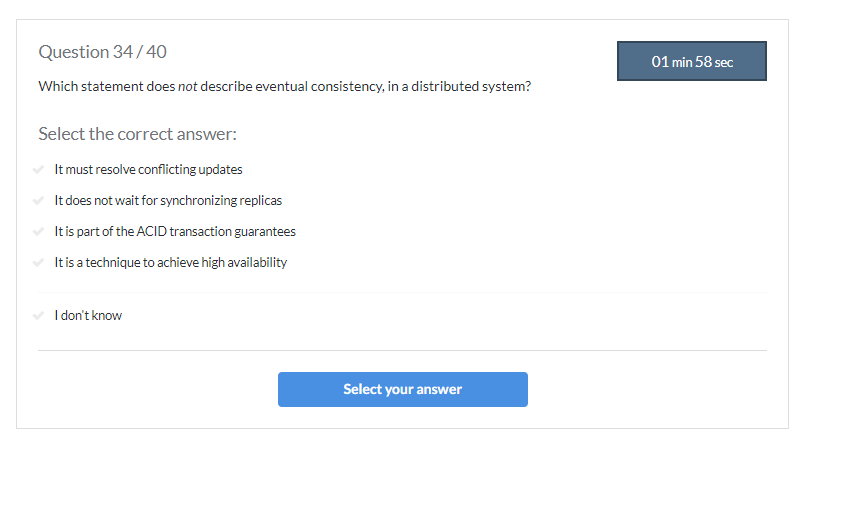 Question 34 / 40
01 min 58 sec
Which statement does not describe eventual consistency, in a distributed system?
Select the correct answer:
It must resolve conflicting updates
It does not wait for synchronizing replicas
It is part of the ACID transaction guarantees
It is a technique to achieve high availability
I don't know
Select your answer